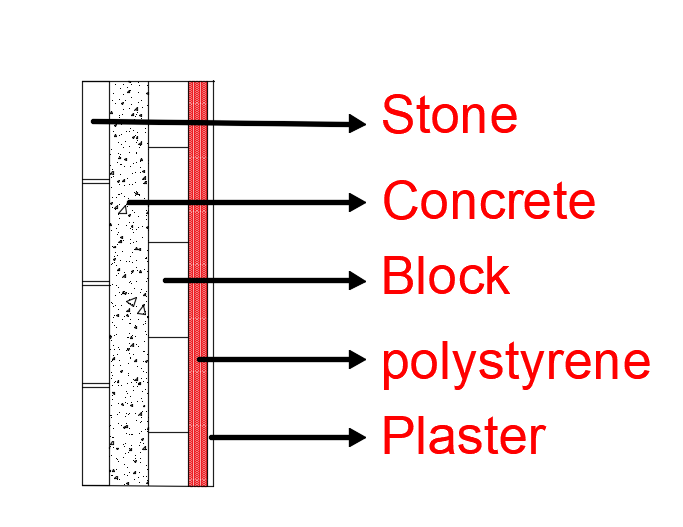 Stone
Concrete
Block
polystyrene
Plaster